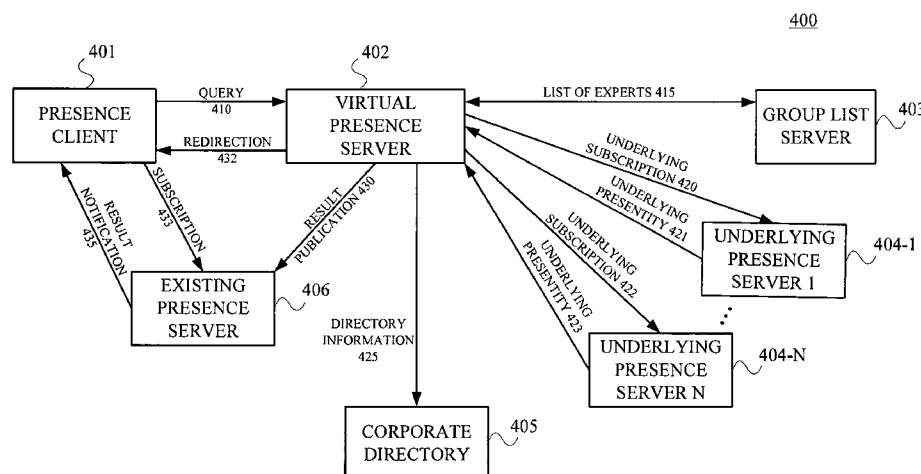 400
401
PRESENCE
CLIENT
QUERY
410
REDIRECTION
432
402
VIRTUAL
PRESENCE
SERVER
LIST OF EXPERTS 415
GROUP LIST
SERVER
403
UNDERLYING
SUBSCRIPTION 420
UNDERLYING
PRESENTITY 421
UNDERLYING
SUBSCRIPTION 422
UNDERLYING
PRESENTITY
423
SUBSCRIPTION
433
RESULT
NOTIFICATION
435
RESULT
PUBLICATION 430
EXISTING
PRESENCE
SERVER
406
DIRECTORY
INFORMATION
425
UNDERLYING
PRESENCE
SERVER 1
404-1
UNDERLYING
PRESENCE
SERVER N
404-N
CORPORATE
DIRECTORY
405